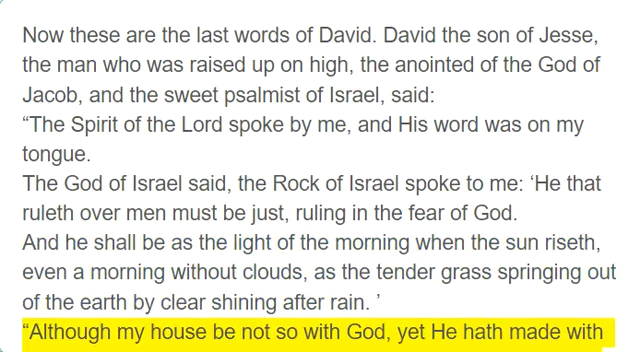 Now these are the last words of David. David the son of Jesse,
the man who was raised up on high, the anointed of the God of
Jacob, and the sweet psalmist of Israel, said:
“The Spirit of the Lord spoke by me, and His word was on my
tongue.
The God of Israel said, the Rock of Israel spoke to me: ‘He that
ruleth over men must be just, ruling in the fear of God.
And he shall be as the light of the morning when the sun riseth,
even a morning without clouds, as the tender grass springing out
of the earth by clear shining after rain. ’
“Although my house be not so with God, yet He hath made with